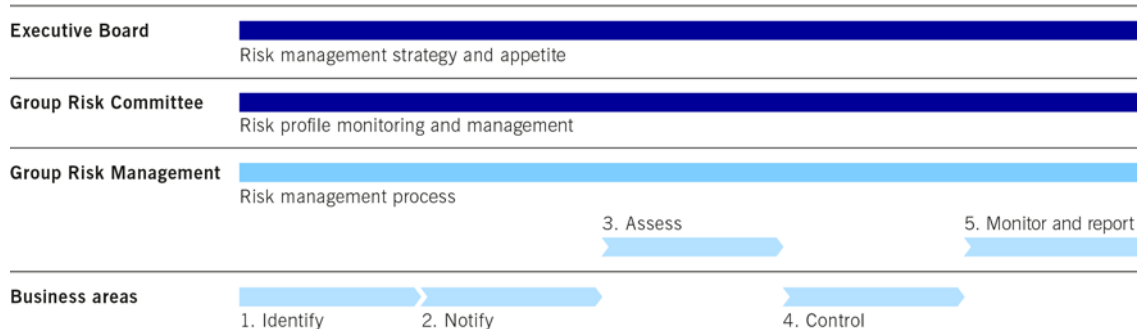 Executive Board
Risk management strategy and appetite
Group Risk Committee
Risk profile monitoring and management
Group Risk Management
Risk management process
3. Assess
5. Monitor and report
Business areas
1. Identify
2. Notify
4. Control